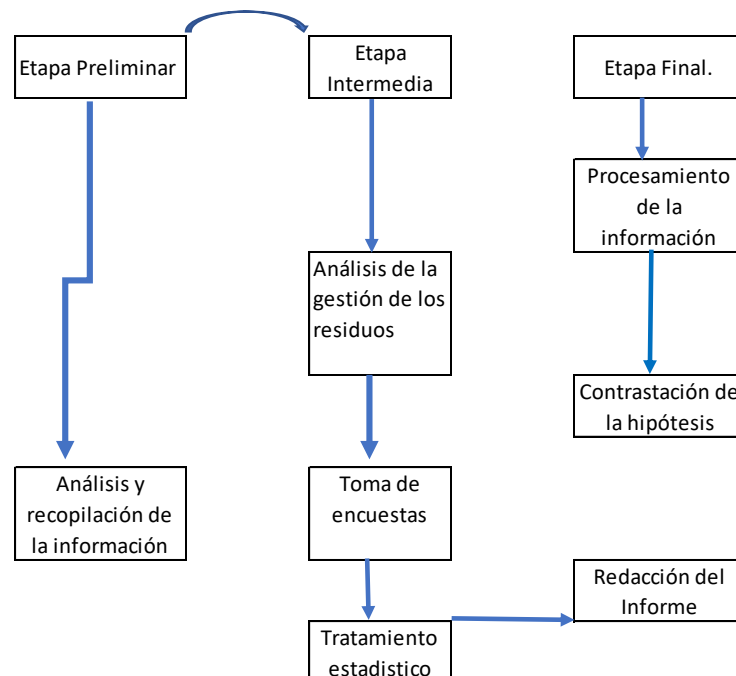 Etapa Preliminar
Etapa
Intermedia
Etapa Final.
Procesamiento
de la
información
Análisis de la
gestión de los
residuos
Contrastación de
la hipótesis
Análisis y
recopilación de
la información
Toma de
encuestas
Redacción del
Informe
Tratamiento
estadistico